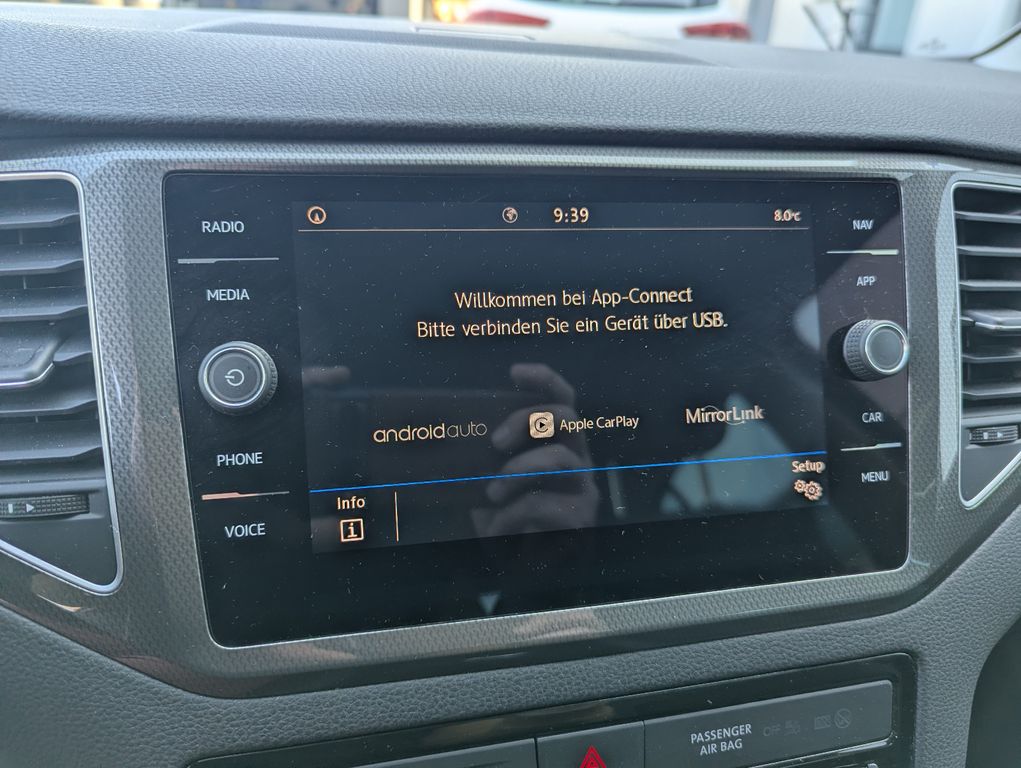 RADIO
MEDIA
PHONE
VOICE
9:39
8.0°C
Willkommen bei App-Connect
Bitte verbinden Sie ein Gerät über USB.
androidauto
Apple CarPlay
MirrorLink
Info
i
Setup
NAV
APP
CAR
MENU
PASSENGER
AIR BAG
OFF